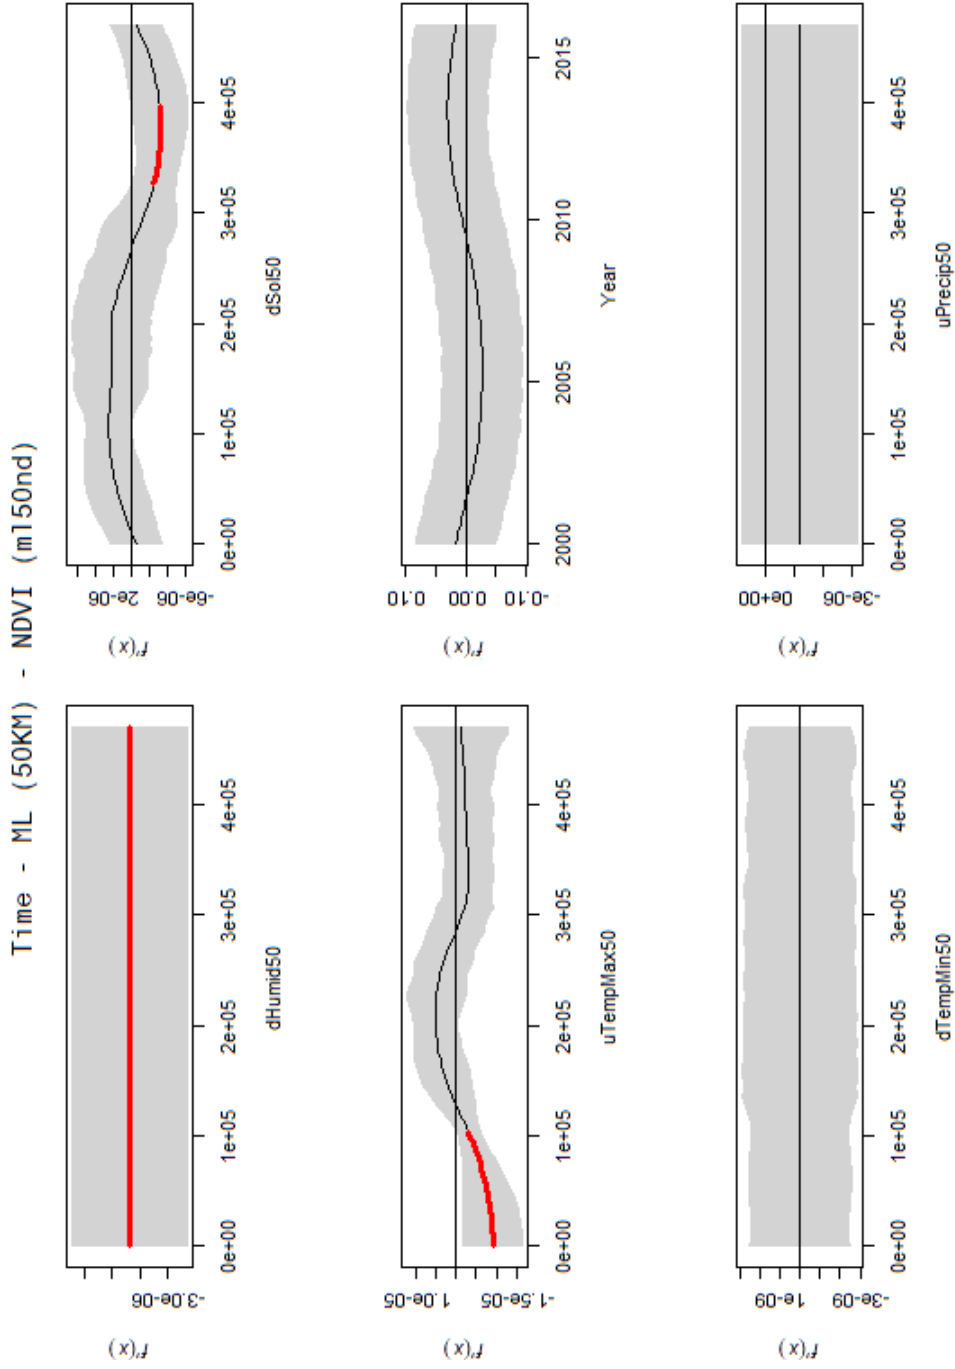 Time - ML (50KM) - NDVI (ml50nd)
f'(x)
-3.0e-06
0e+00 1e+05 2e+05 3e+05 4e+05
dHumid50
f'(x)
-6e-06 2e-06
0e+00 1e+05 2e+05 3e+05 4e+05
dSol50
f'(x)
-1.5e-05 1.0e-05
0e+00 1e+05 2e+05 3e+05 4e+05
uTempMax50
f'(x)
-0.10 0.00 0.10
2000 2005 2010 2015
Year
f'(x)
-3e-09 1e-09
0e+00 1e+05 2e+05 3e+05 4e+05
dTempMin50
f'(x)
-3e-06 0e+00
0e+00 1e+05 2e+05 3e+05 4e+05
uPrecip50